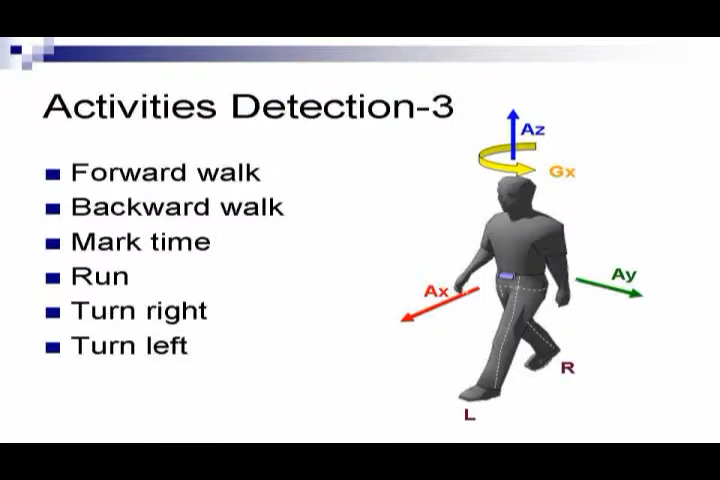 Activities Detection-3
Forward walk
Backward walk
Mark time
Run
Turn right
Turn left
Az
Gx
Ax
Ay
R
L